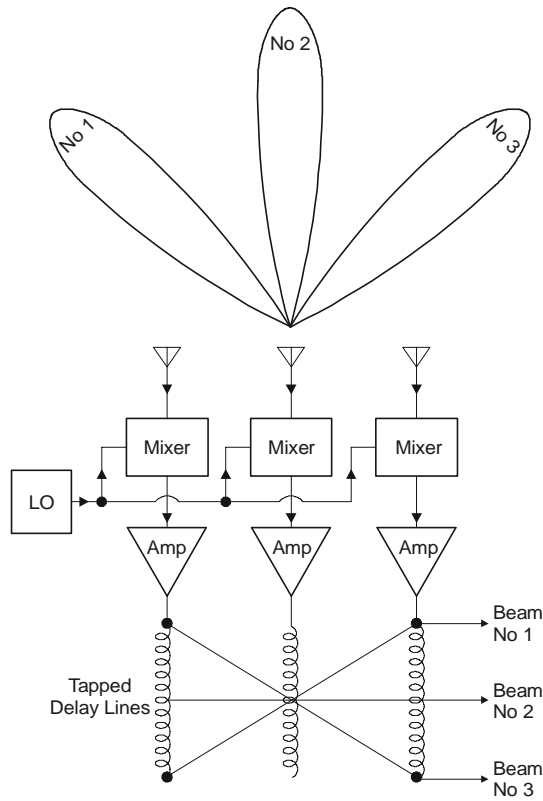 No 2
No 1
No 3
Mixer
Mixer
Mixer
LO
Amp
Amp
Amp
Beam
No 1
Tapped
Delay Lines
Beam
No 2
Beam
No 3